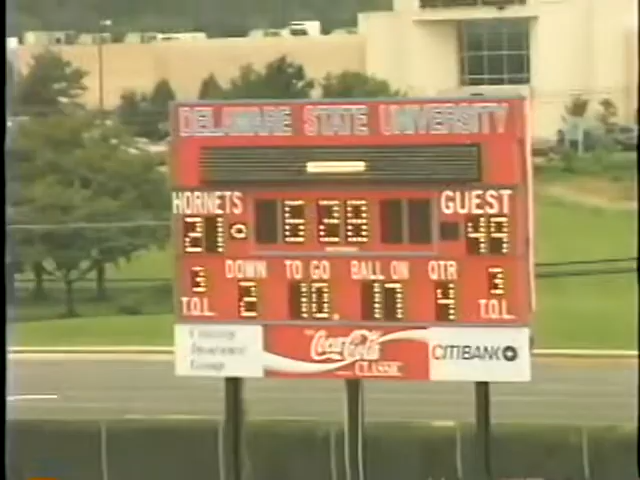 DELAWARE STATE UNIVERSITY
HORNETS GUEST
21 6 38 49
3 DOWN TO GO BALL ON QTR 3
T.O.L. 2 10 17 4 T.O.L.
Coca-Cola
CLASSIC
CITIBANK